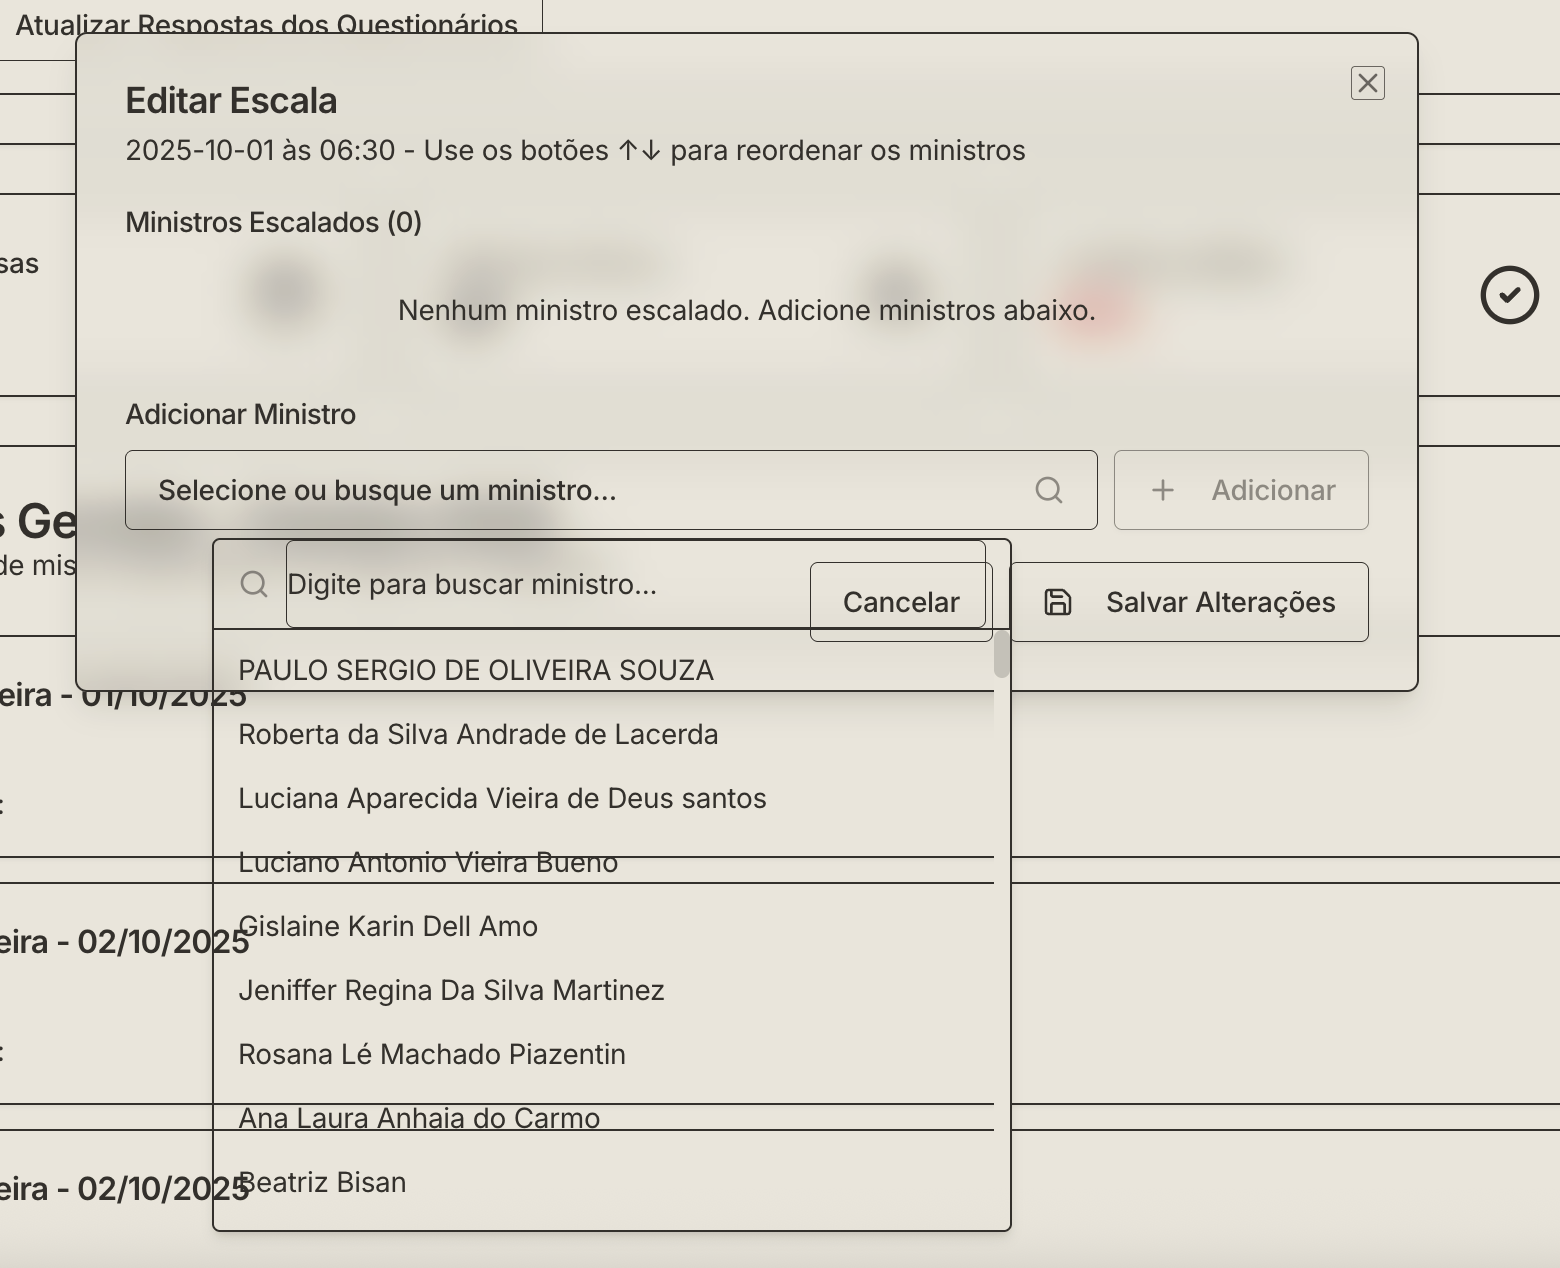 Atualizar Respostas dos Questionários
Editar Escala
2025-10-01 às 06:30 - Use os botões ↑↓ para reordenar os ministros
Ministros Escalados (0)
sas
Nenhum ministro escalado. Adicione ministros abaixo.
Adicionar Ministro
Selecione ou busque um ministro...
+ Adicionar
s Ge
de mis
Digite para buscar ministro...
Cancelar
Salvar Alterações
PAULO SERGIO DE OLIVEIRA SOUZA
eira - 01/10/2025
Roberta da Silva Andrade de Lacerda
Luciana Aparecida Vieira de Deus santos
:
Luciano Antonio Vieira Bueno
Gislaine Karin Dell Amo
eira - 02/10/2025
Jeniffer Regina Da Silva Martinez
Rosana Lé Machado Piazentin
:
Ana Laura Anhaia do Carmo
Beatriz Bisan
eira - 02/10/2025